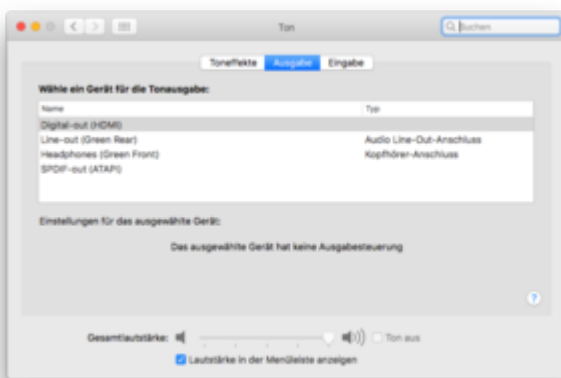 Ton
Suchen
Toneffekte Ausgabe Eingabe
Wähle ein Gerät für die Tonausgabe:
Name Typ
Digital-out (HDMI)
Line-out (Green Rear) Audio Line-Out-Anschluss
Headphones (Green Front) Kopfhörer-Anschluss
SPDIF-out (ATAPI)
Einstellungen für das ausgewählte Gerät:
Das ausgewählte Gerät hat keine Ausgabesteuerung
?
Gesamtlautstärke: Ton aus
Lautstärke in der Menüleiste anzeigen